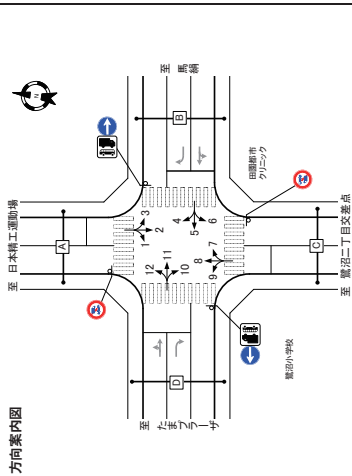 方向案内図
至 馬絹
B
至 日本精工運動場
A
田園都市
クリニック
3
2
1
4
5
6
12
11
10
7
8
9
C
至 鷺沼二丁目交差点
D
至 たまプラーザ
鷺沼小学校